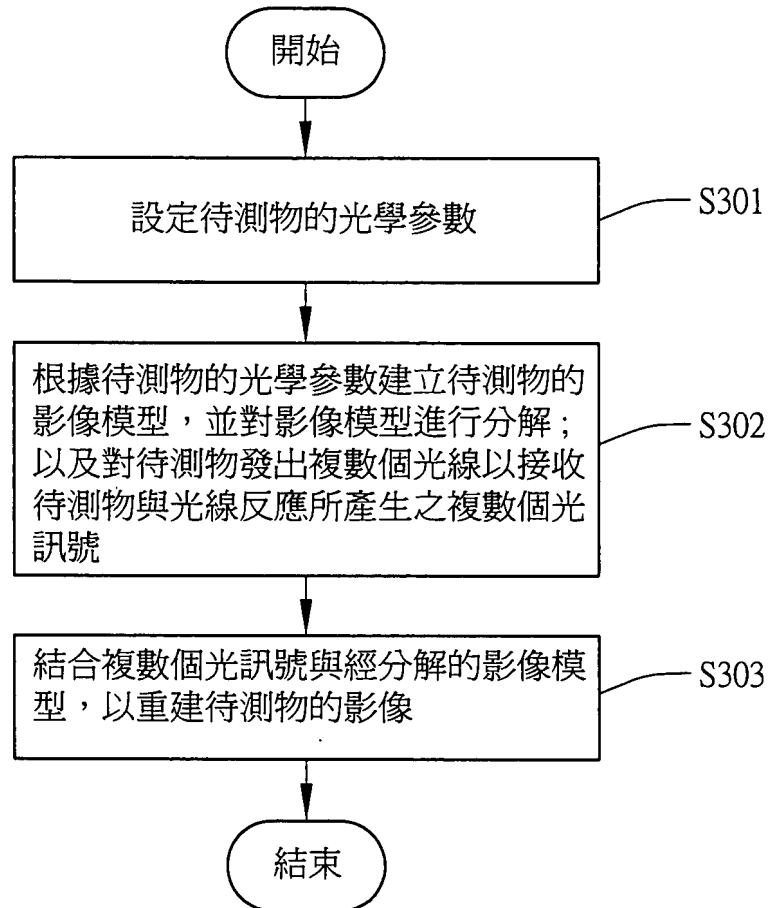 開始
設定待測物的光學參數
S301
根據待測物的光學參數建立待測物的
影像模型，並對影像模型進行分解；
以及對待測物發出複數個光線以接收
待測物與光線反應所產生之複數個光
訊號
S302
結合複數個光訊號與經分解的影像模
型，以重建待測物的影像
S303
結束